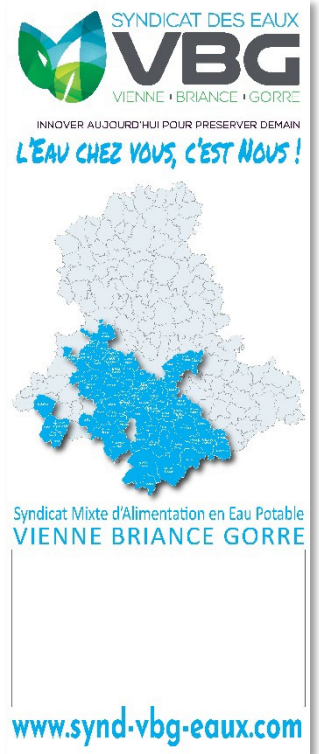 SYNDICAT DES EAUX
VBG
VIENNE BRIANCE GORRE
INNOVER AUJOURD'HUI POUR PRESERVER DEMAIN
L'EAU CHEZ VOUS, C'EST NOUS !
Syndicat Mixte d'Alimentation en Eau Potable
VIENNE BRIANCE GORRE
www.synd-vbg-eaux.com